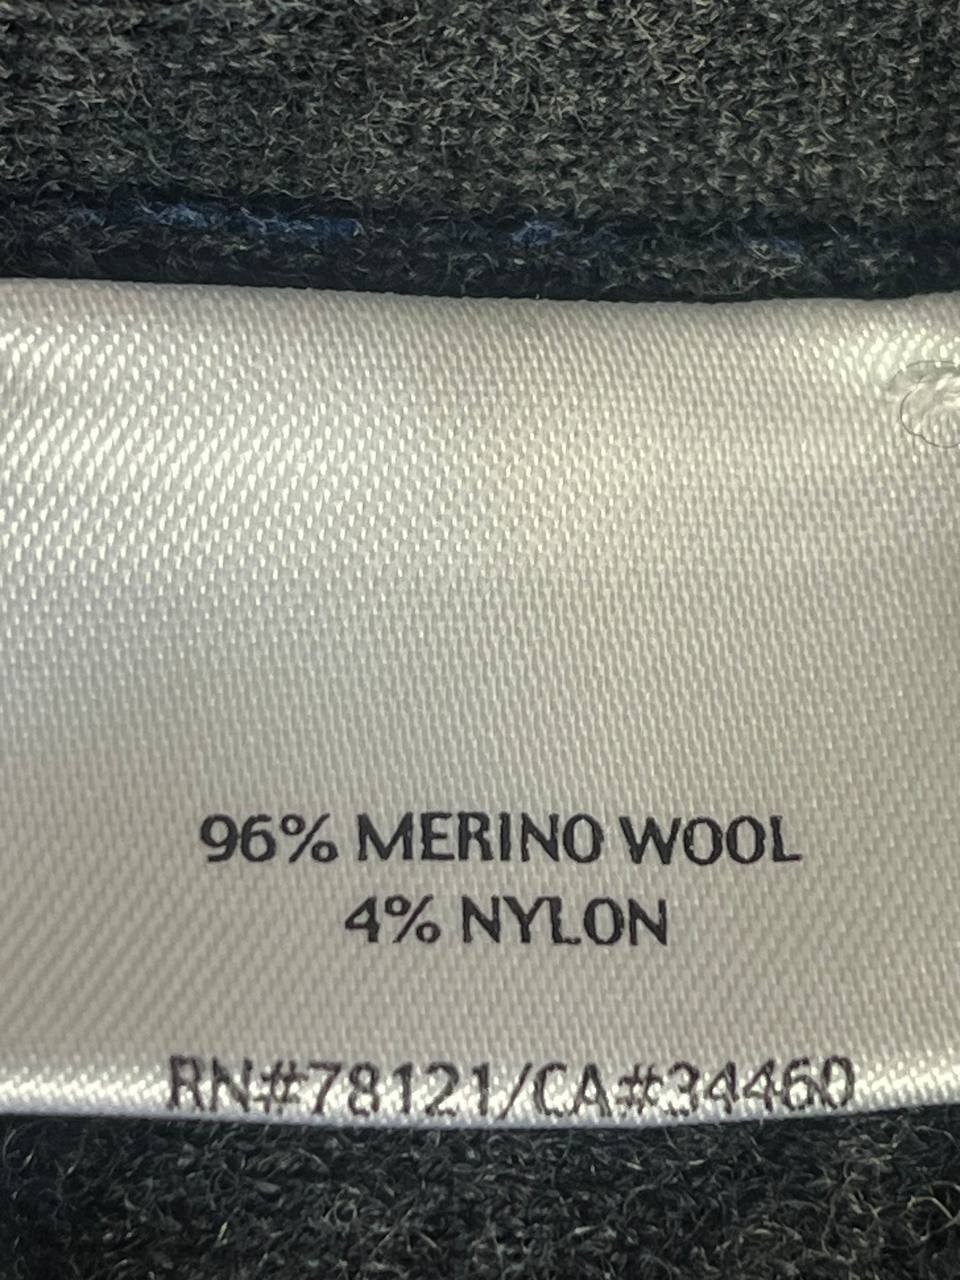 96% MERINO WOOL
4% NYLON
RN#78121/CA#34460